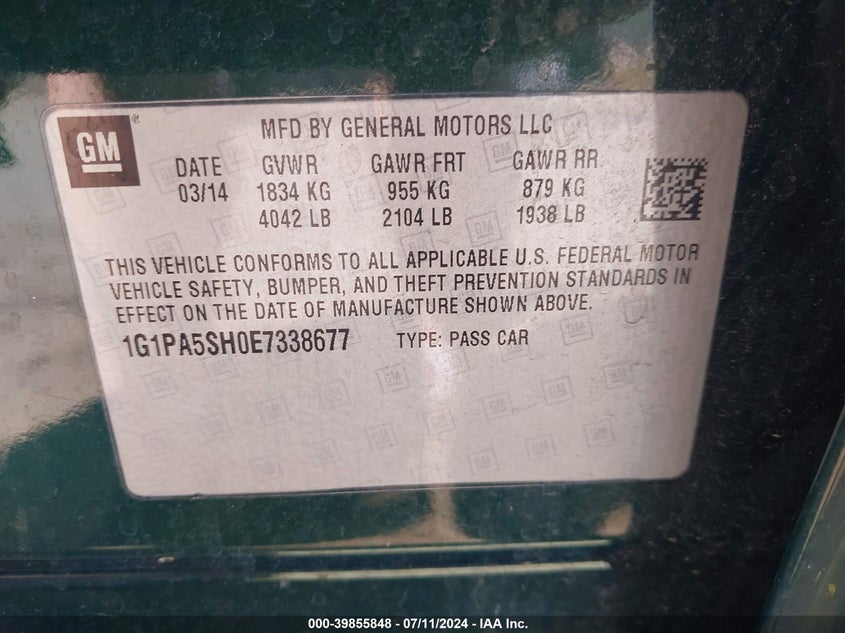 GM
MFD BY GENERAL MOTORS LLC
DATE GVWR GAWR FRT GAWR RR
03/14 1834 KG 955 KG 879 KG
4042 LB 2104 LB 1938 LB
THIS VEHICLE CONFORMS TO ALL APPLICABLE U.S. FEDERAL MOTOR
VEHICLE SAFETY, BUMPER, AND THEFT PREVENTION STANDARDS IN
EFFECT ON THE DATE OF MANUFACTURE SHOWN ABOVE.
1G1PA5SH0E7338677 TYPE: PASS CAR
000-39855848 - 07/11/2024 - IAA Inc.